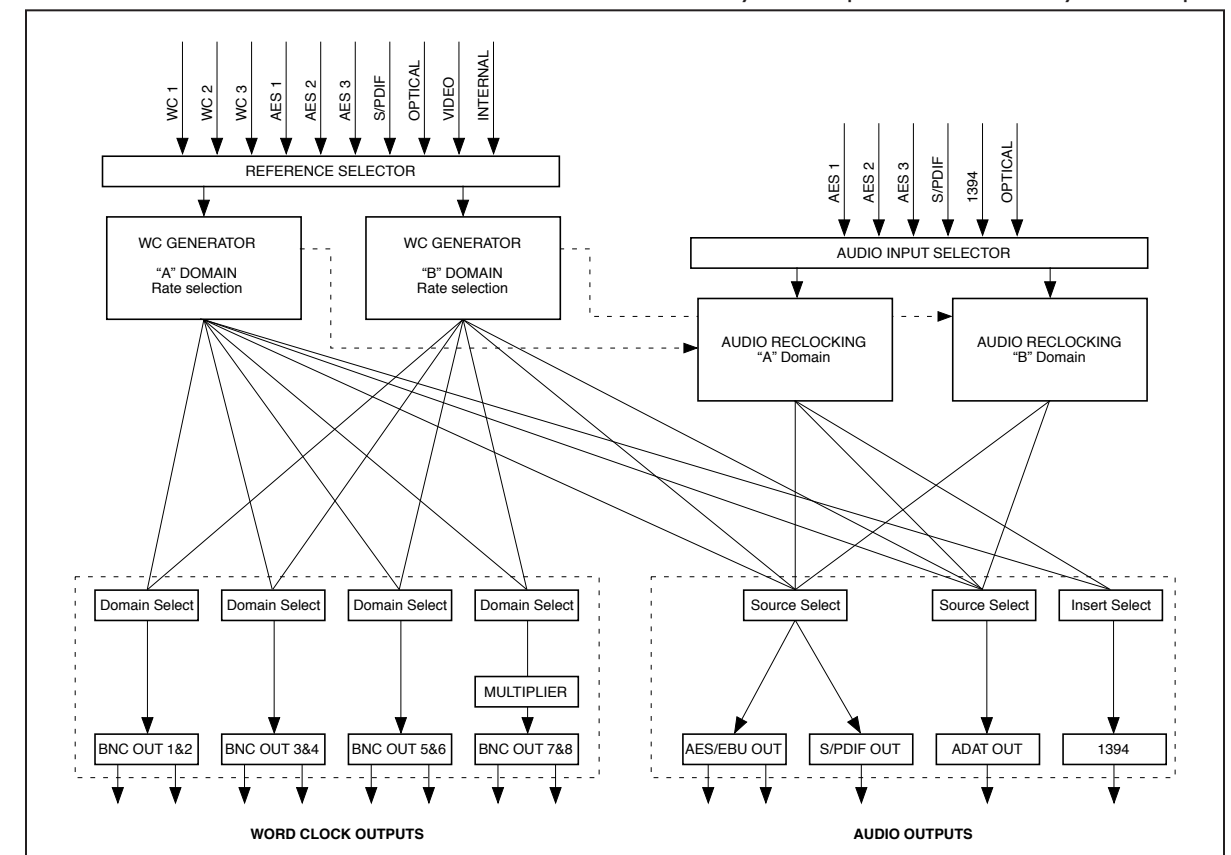 WC 1
WC 2
WC 3
AES 1
AES 2
AES 3
S/PDIF
OPTICAL
VIDEO
INTERNAL
REFERENCE SELECTOR
AES 1
AES 2
AES 3
S/PDIF
1394
OPTICAL
AUDIO INPUT SELECTOR
WC GENERATOR
“A” DOMAIN
Rate selection
WC GENERATOR
“B” DOMAIN
Rate selection
AUDIO RECLOCKING
“A” Domain
AUDIO RECLOCKING
“B” Domain
Domain Select
Domain Select
Domain Select
Domain Select
Source Select
Source Select
Insert Select
MULTIPLIER
BNC OUT 1&2
BNC OUT 3&4
BNC OUT 5&6
BNC OUT 7&8
AES/EBU OUT
S/PDIF OUT
ADAT OUT
1394
WORD CLOCK OUTPUTS
AUDIO OUTPUTS